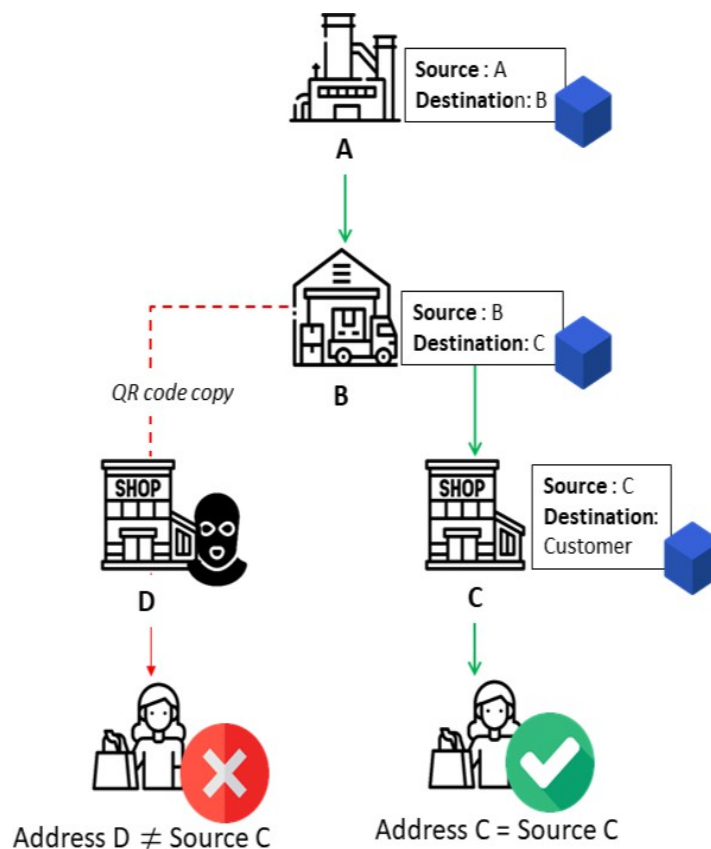 Source : A
Destination: B
A
Source : B
Destination: C
B
QR code copy
SHOP
SHOP
Source : C
Destination:
Customer
D
C
Address D ≠ Source C
Address C = Source C